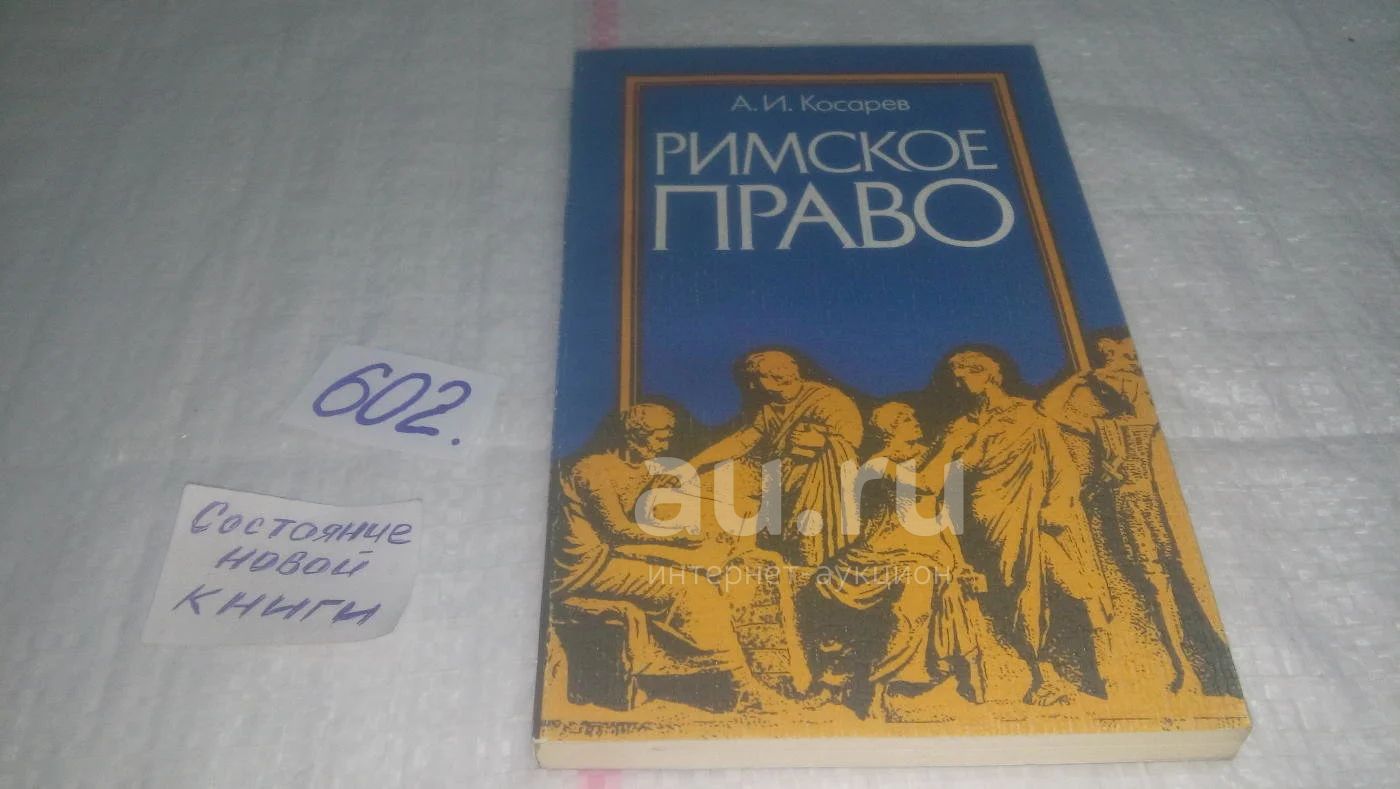 А. И. Косарев
РИМСКОЕ
ПРАВО
602.
Состояние
новой
книги
au.ru
интернет аукцион